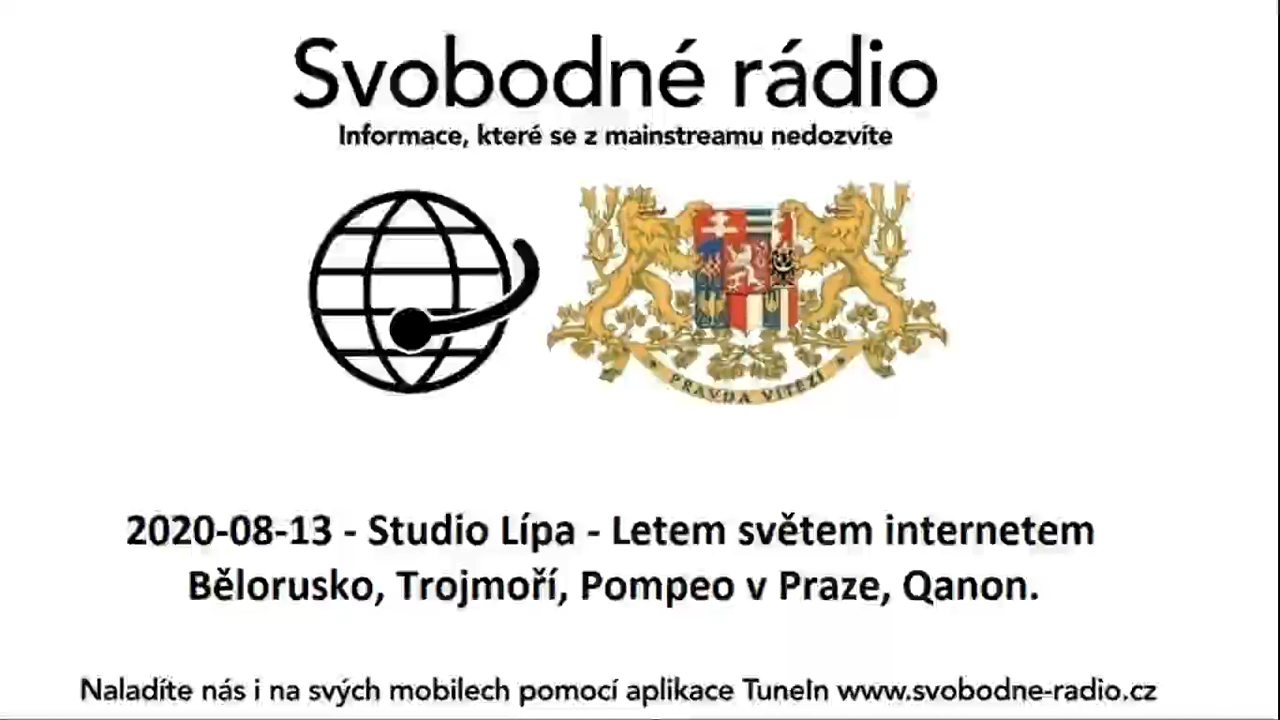 Svobodné rádio
Informace, které se z mainstreamu nedozvíte
PRAVDA VÍTĚZÍ
2020-08-13 - Studio Lípa - Letem světem internetem
Bělorusko, Trojmoří, Pompeo v Praze, Qanon.
Naladíte nás i na svých mobilech pomocí aplikace TuneIn www.svobodne-radio.cz